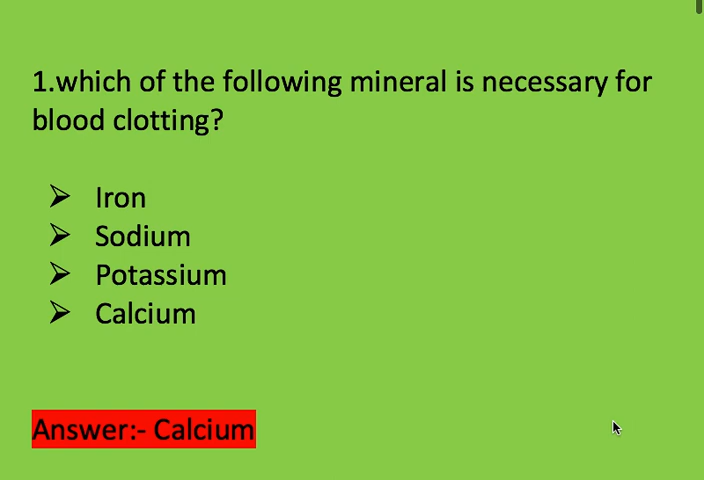 1.which of the following mineral is necessary for
blood clotting?
➢ Iron
➢ Sodium
➢ Potassium
➢ Calcium
Answer:- Calcium